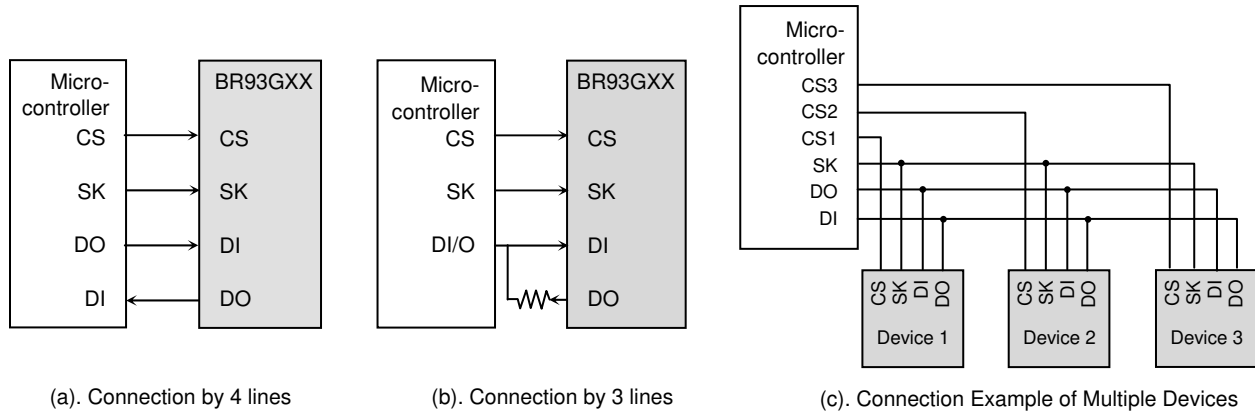 Micro-
controller
CS
SK
DO
DI
BR93GXX
CS
SK
DI
DO
(a). Connection by 4 lines
Micro-
controller
CS
SK
DI/O
BR93GXX
CS
SK
DI
DO
(b). Connection by 3 lines
Micro-
controller
CS3
CS2
CS1
SK
DO
DI
CS
SK
DI
DO
Device 1
CS
SK
DI
DO
Device 2
CS
SK
DI
DO
Device 3
(c). Connection Example of Multiple Devices